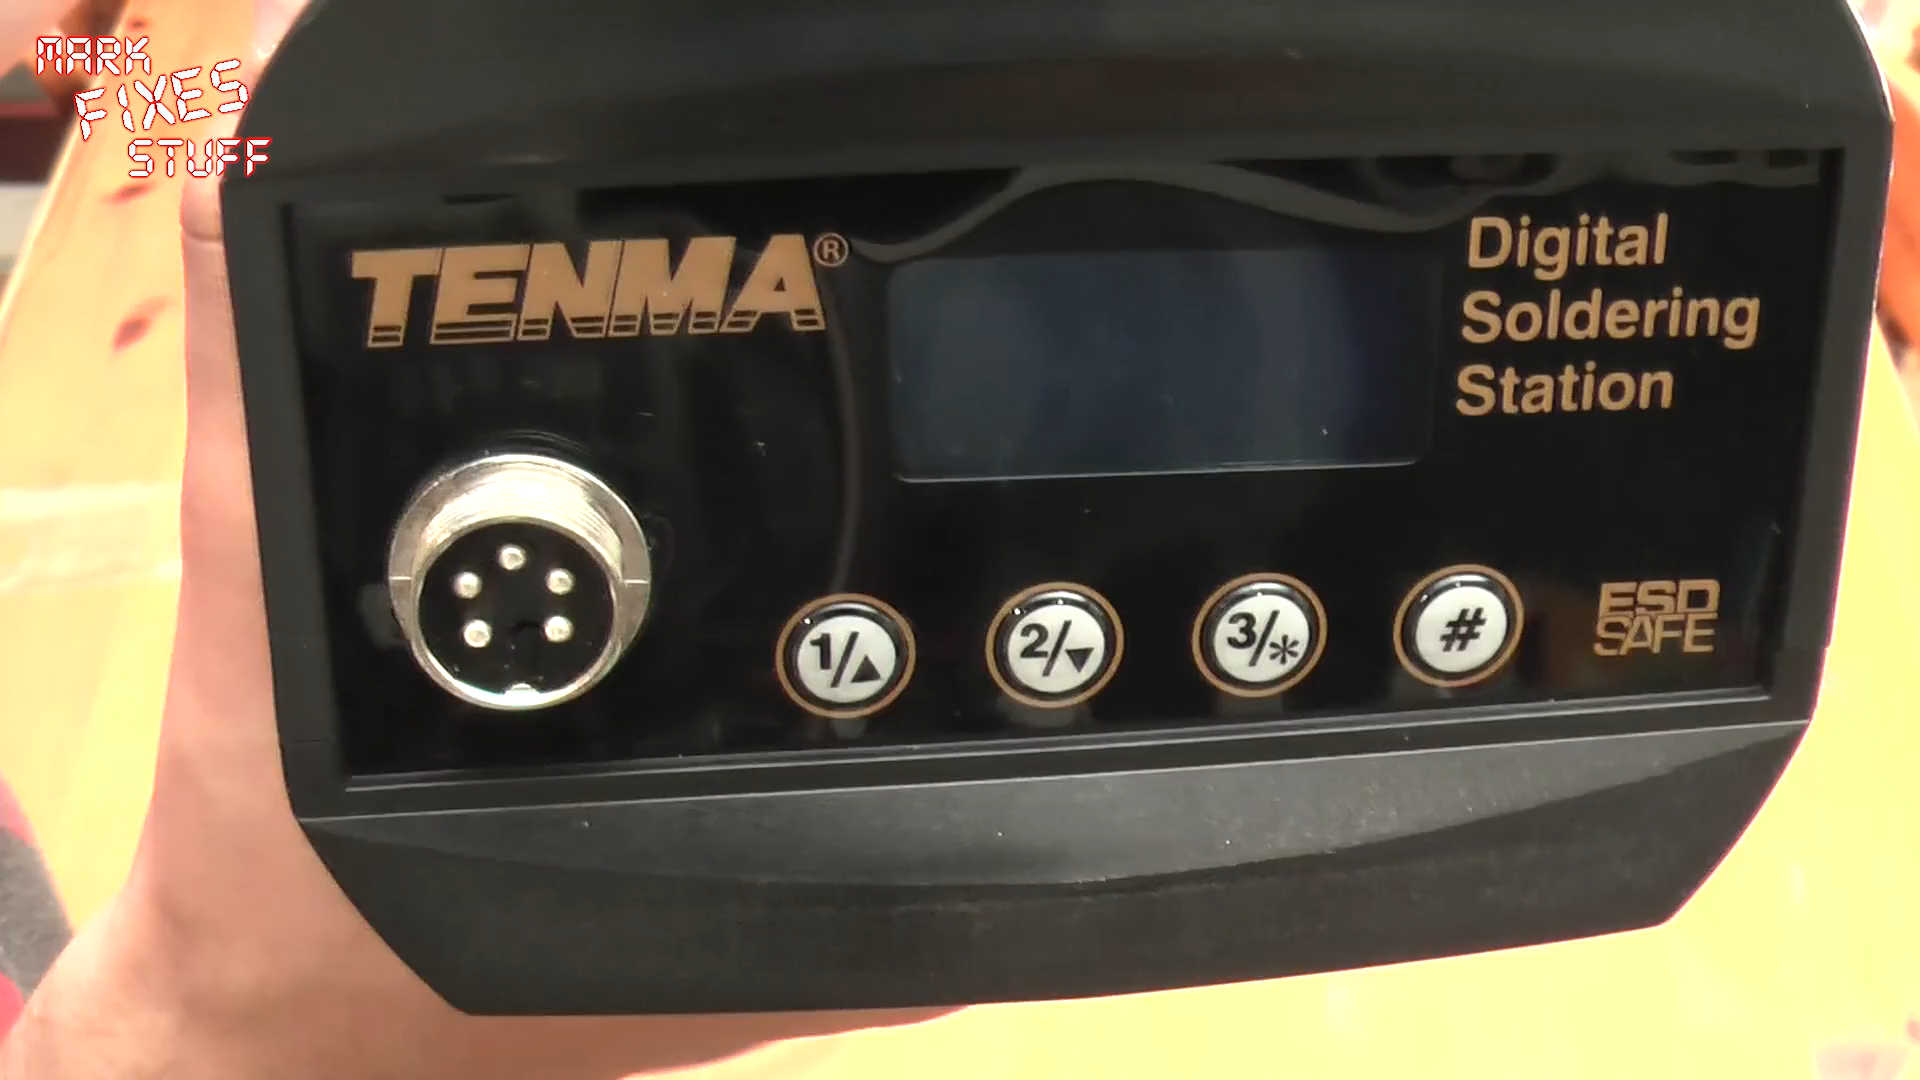 MARK
FIXES
STUFF
TENMA®
Digital
Soldering
Station
1/▲
2/▼
3/*
#
ESD
SAFE